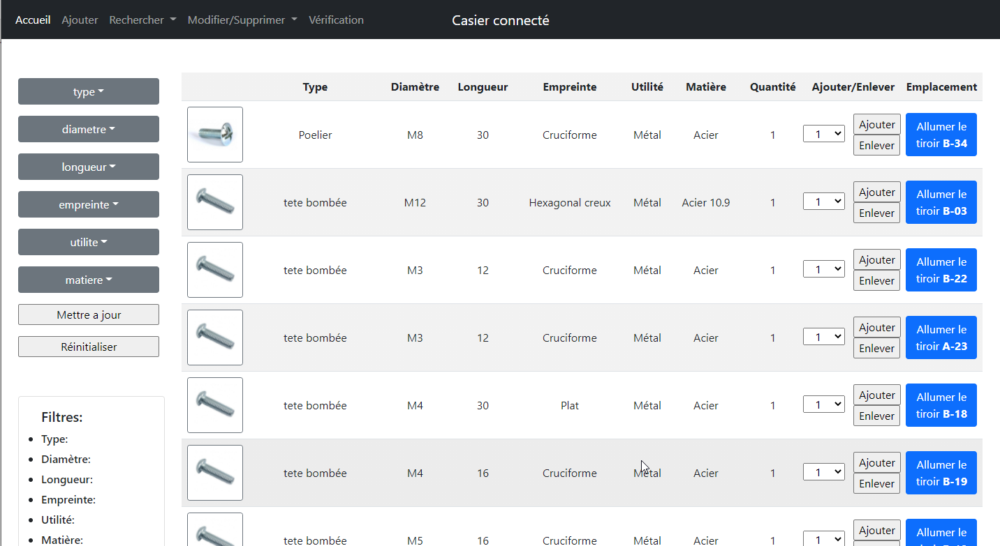 Accueil Ajouter Rechercher Modifier/Supprimer Vérification Casier connecté
type
diametre
longueur
empreinte
utilite
matiere
Mettre a jour
Réinitialiser
Filtres:
Type:
Diamètre:
Longueur:
Empreinte:
Utilité:
Matière:
Type Diamètre Longueur Empreinte Utilité Matière Quantité Ajouter/Enlever Emplacement
Poelier M8 30 Cruciforme Métal Acier 1 1 Ajouter Enlever Allumer le
tiroir B-34
tete bombée M12 30 Hexagonal creux Métal Acier 10.9 1 1 Ajouter Enlever Allumer le
tiroir B-03
tete bombée M3 12 Cruciforme Métal Acier 1 1 Ajouter Enlever Allumer le
tiroir B-22
tete bombée M3 12 Cruciforme Métal Acier 1 1 Ajouter Enlever Allumer le
tiroir A-23
tete bombée M4 30 Plat Métal Acier 1 1 Ajouter Enlever Allumer le
tiroir B-18
tete bombée M4 16 Cruciforme Métal Acier 1 1 Ajouter Enlever Allumer le
tiroir B-19
tete bombée M5 16 Cruciforme Métal Acier 1 1 Ajouter Allumer le